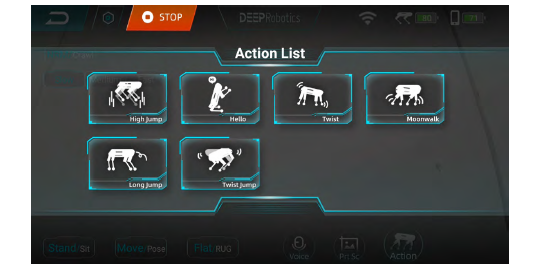 STOP
DEEPRobotics
Action List
High Jump
Hello
Twist
Moonwalk
Long Jump
Twist Jump
Stand Sit
Move Pose
Flat RUG
Voice
Action